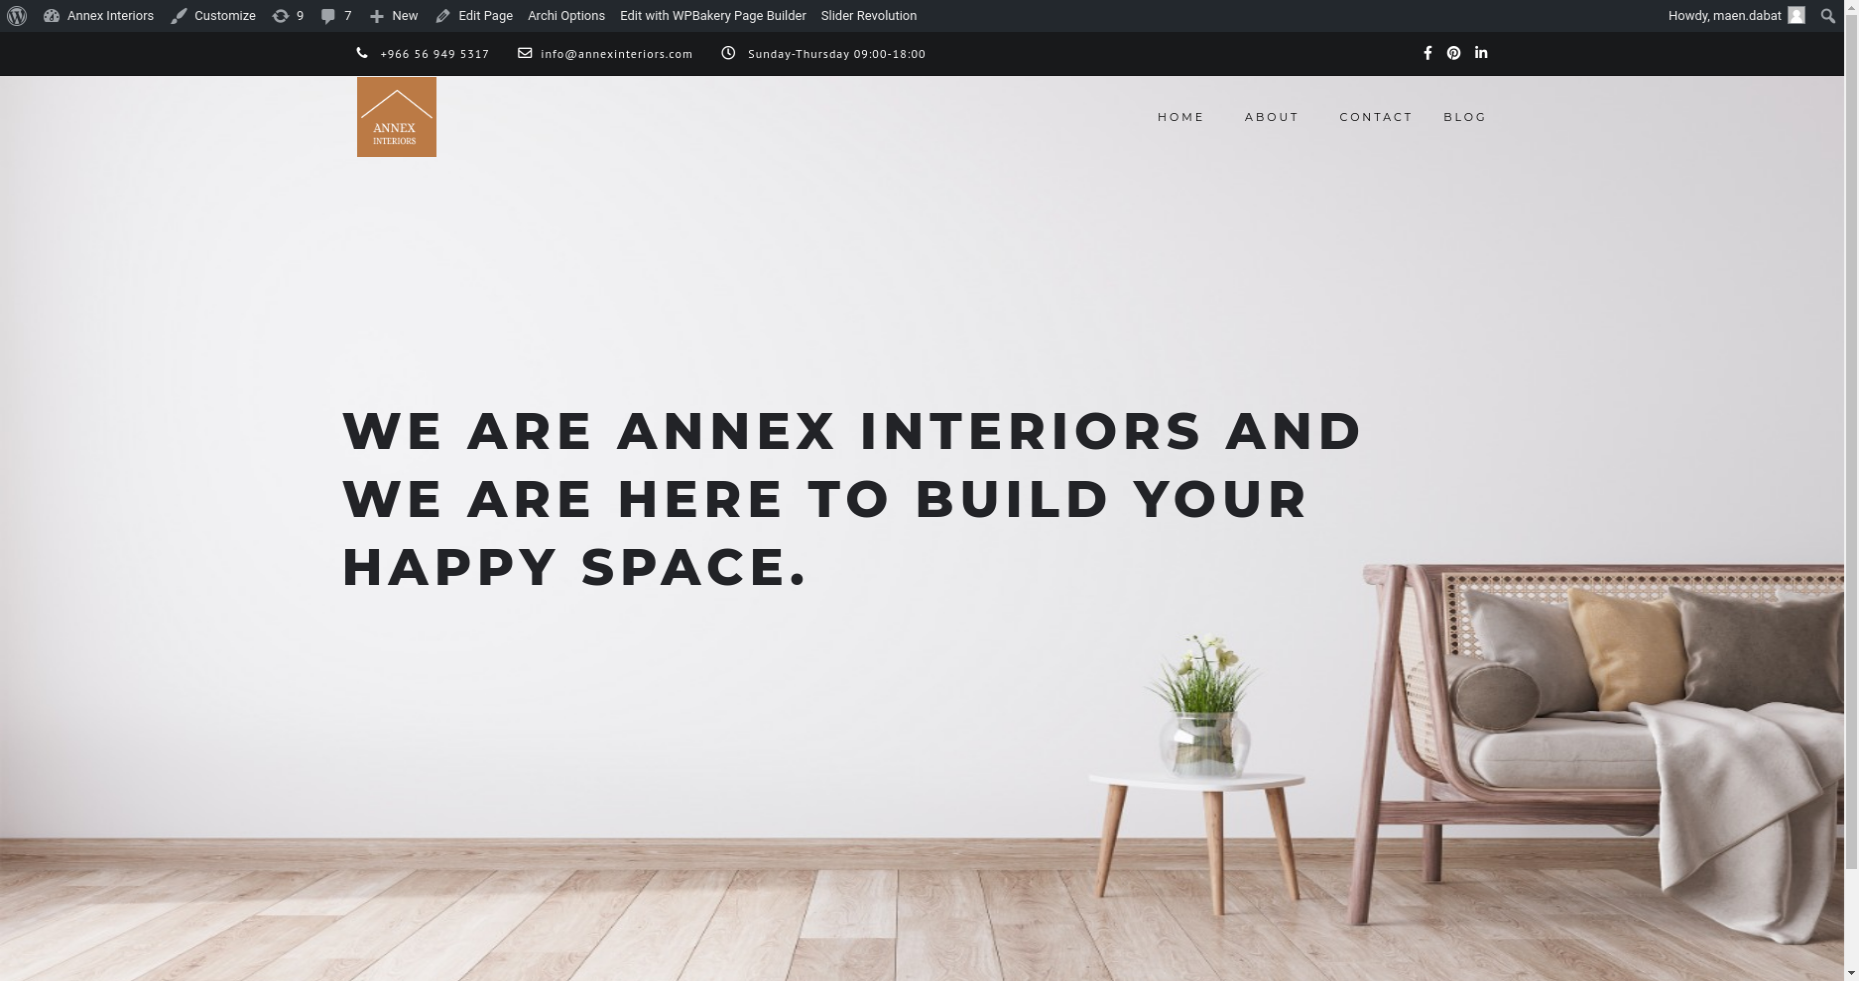 Annex Interiors Customize 9 7 New Edit Page Archi Options Edit with WPBakery Page Builder Slider Revolution Howdy, maen.dabat
+966 56 949 5317 info@annexinteriors.com Sunday-Thursday 09:00-18:00
ANNEX
INTERIORS
HOME ABOUT CONTACT BLOG
WE ARE ANNEX INTERIORS AND
WE ARE HERE TO BUILD YOUR
HAPPY SPACE.